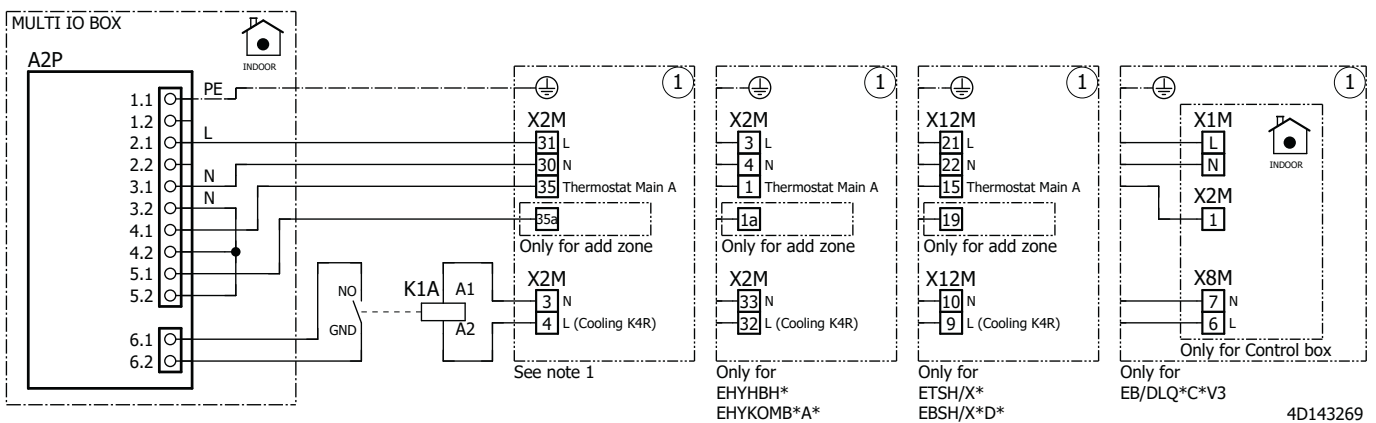 MULTI IO BOX
INDOOR
A2P
1.1
1.2
2.1
2.2
3.1
3.2
4.1
4.2
5.1
5.2
6.1
6.2
PE
L
N
N
NO
GND
K1A
A1
A2
1
X2M
31 L
30 N
35 Thermostat Main A
35a
Only for add zone
X2M
3 N
4 L (Cooling K4R)
See note 1
1
X2M
3 L
4 N
1 Thermostat Main A
1a
Only for add zone
X2M
33 N
32 L (Cooling K4R)
Only for
EHYHBH*
EHYKOMB*A*
1
X12M
21 L
22 N
15 Thermostat Main A
19
Only for add zone
X12M
10 N
9 L (Cooling K4R)
Only for
ETSH/X*
EBSH/X*D*
1
X1M
L
N
INDOOR
X2M
1
X8M
7 N
6 L
Only for Control box
Only for
EB/DLQ*C*V3
4D143269